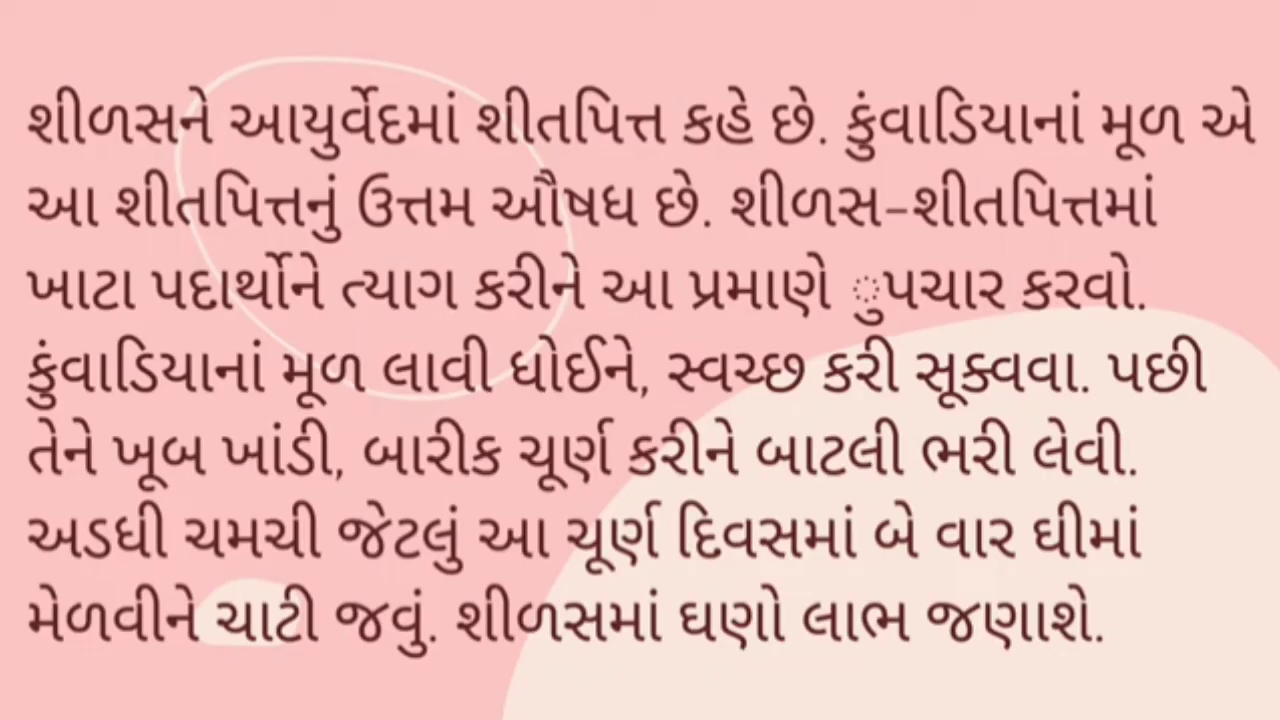 શીળસને આયુર્વેદમાં શીતપિત્ત કહે છે. કુંવાડિયાનાં મૂળ એ
આ શીતપિત્તનું ઉત્તમ ઔષધ છે. શીળસ-શીતપિત્તમાં
ખાટા પદાર્થોને ત્યાગ કરીને આ પ્રમાણે ુપચાર કરવો.
કુંવાડિયાનાં મૂળ લાવી ધોઈને, સ્વચ્છ કરી સૂક્વવા. પછી
તેને ખૂબ ખાંડી, બારીક ચૂર્ણ કરીને બાટલી ભરી લેવી.
અડધી ચમચી જેટલું આ ચૂર્ણ દિવસમાં બે વાર ઘીમાં
મેળવીને ચાટી જવું. શીળસમાં ઘણો લાભ જણાશે.